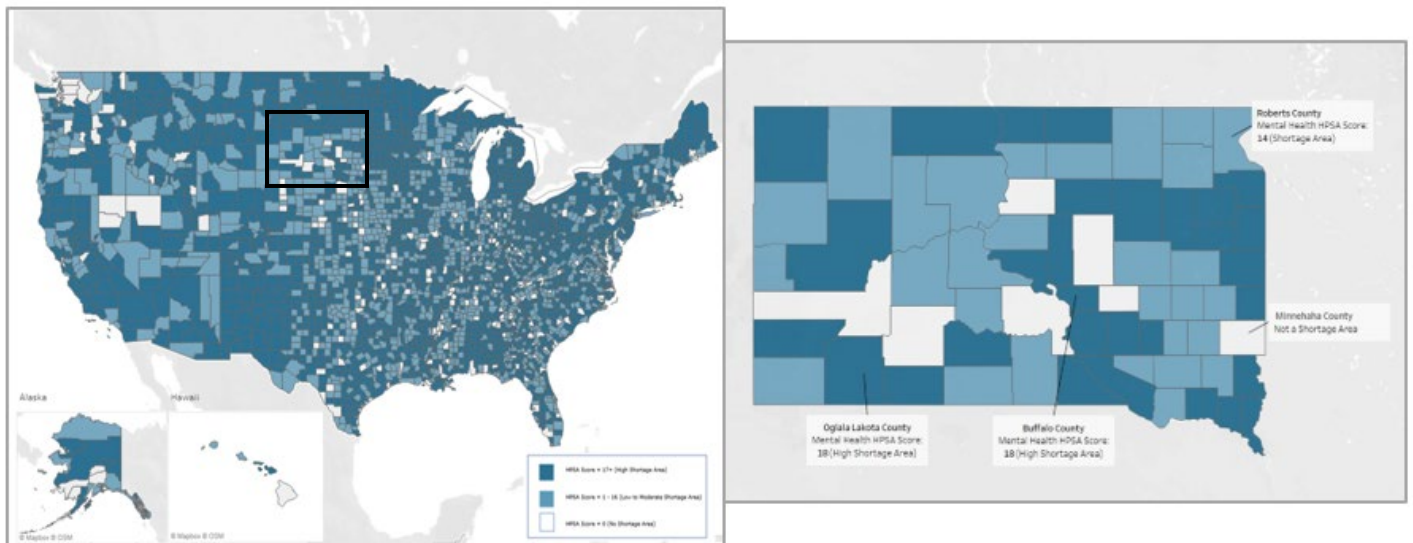 Alaska
Hawaii
© Mapbox © OSM
© Mapbox © OSM
HPSA Score = 17+ (High Shortage Area)
HPSA Score = 1 - 16 (Low to Moderate Shortage Area)
HPSA Score = 0 (No Shortage Area)
Roberts County
Mental Health HPSA Score:
14 (Shortage Area)
Minnehaha County
Not a Shortage Area
Oglala Lakota County
Mental Health HPSA Score:
18 (High Shortage Area)
Buffalo County
Mental Health HPSA Score:
18 (High Shortage Area)